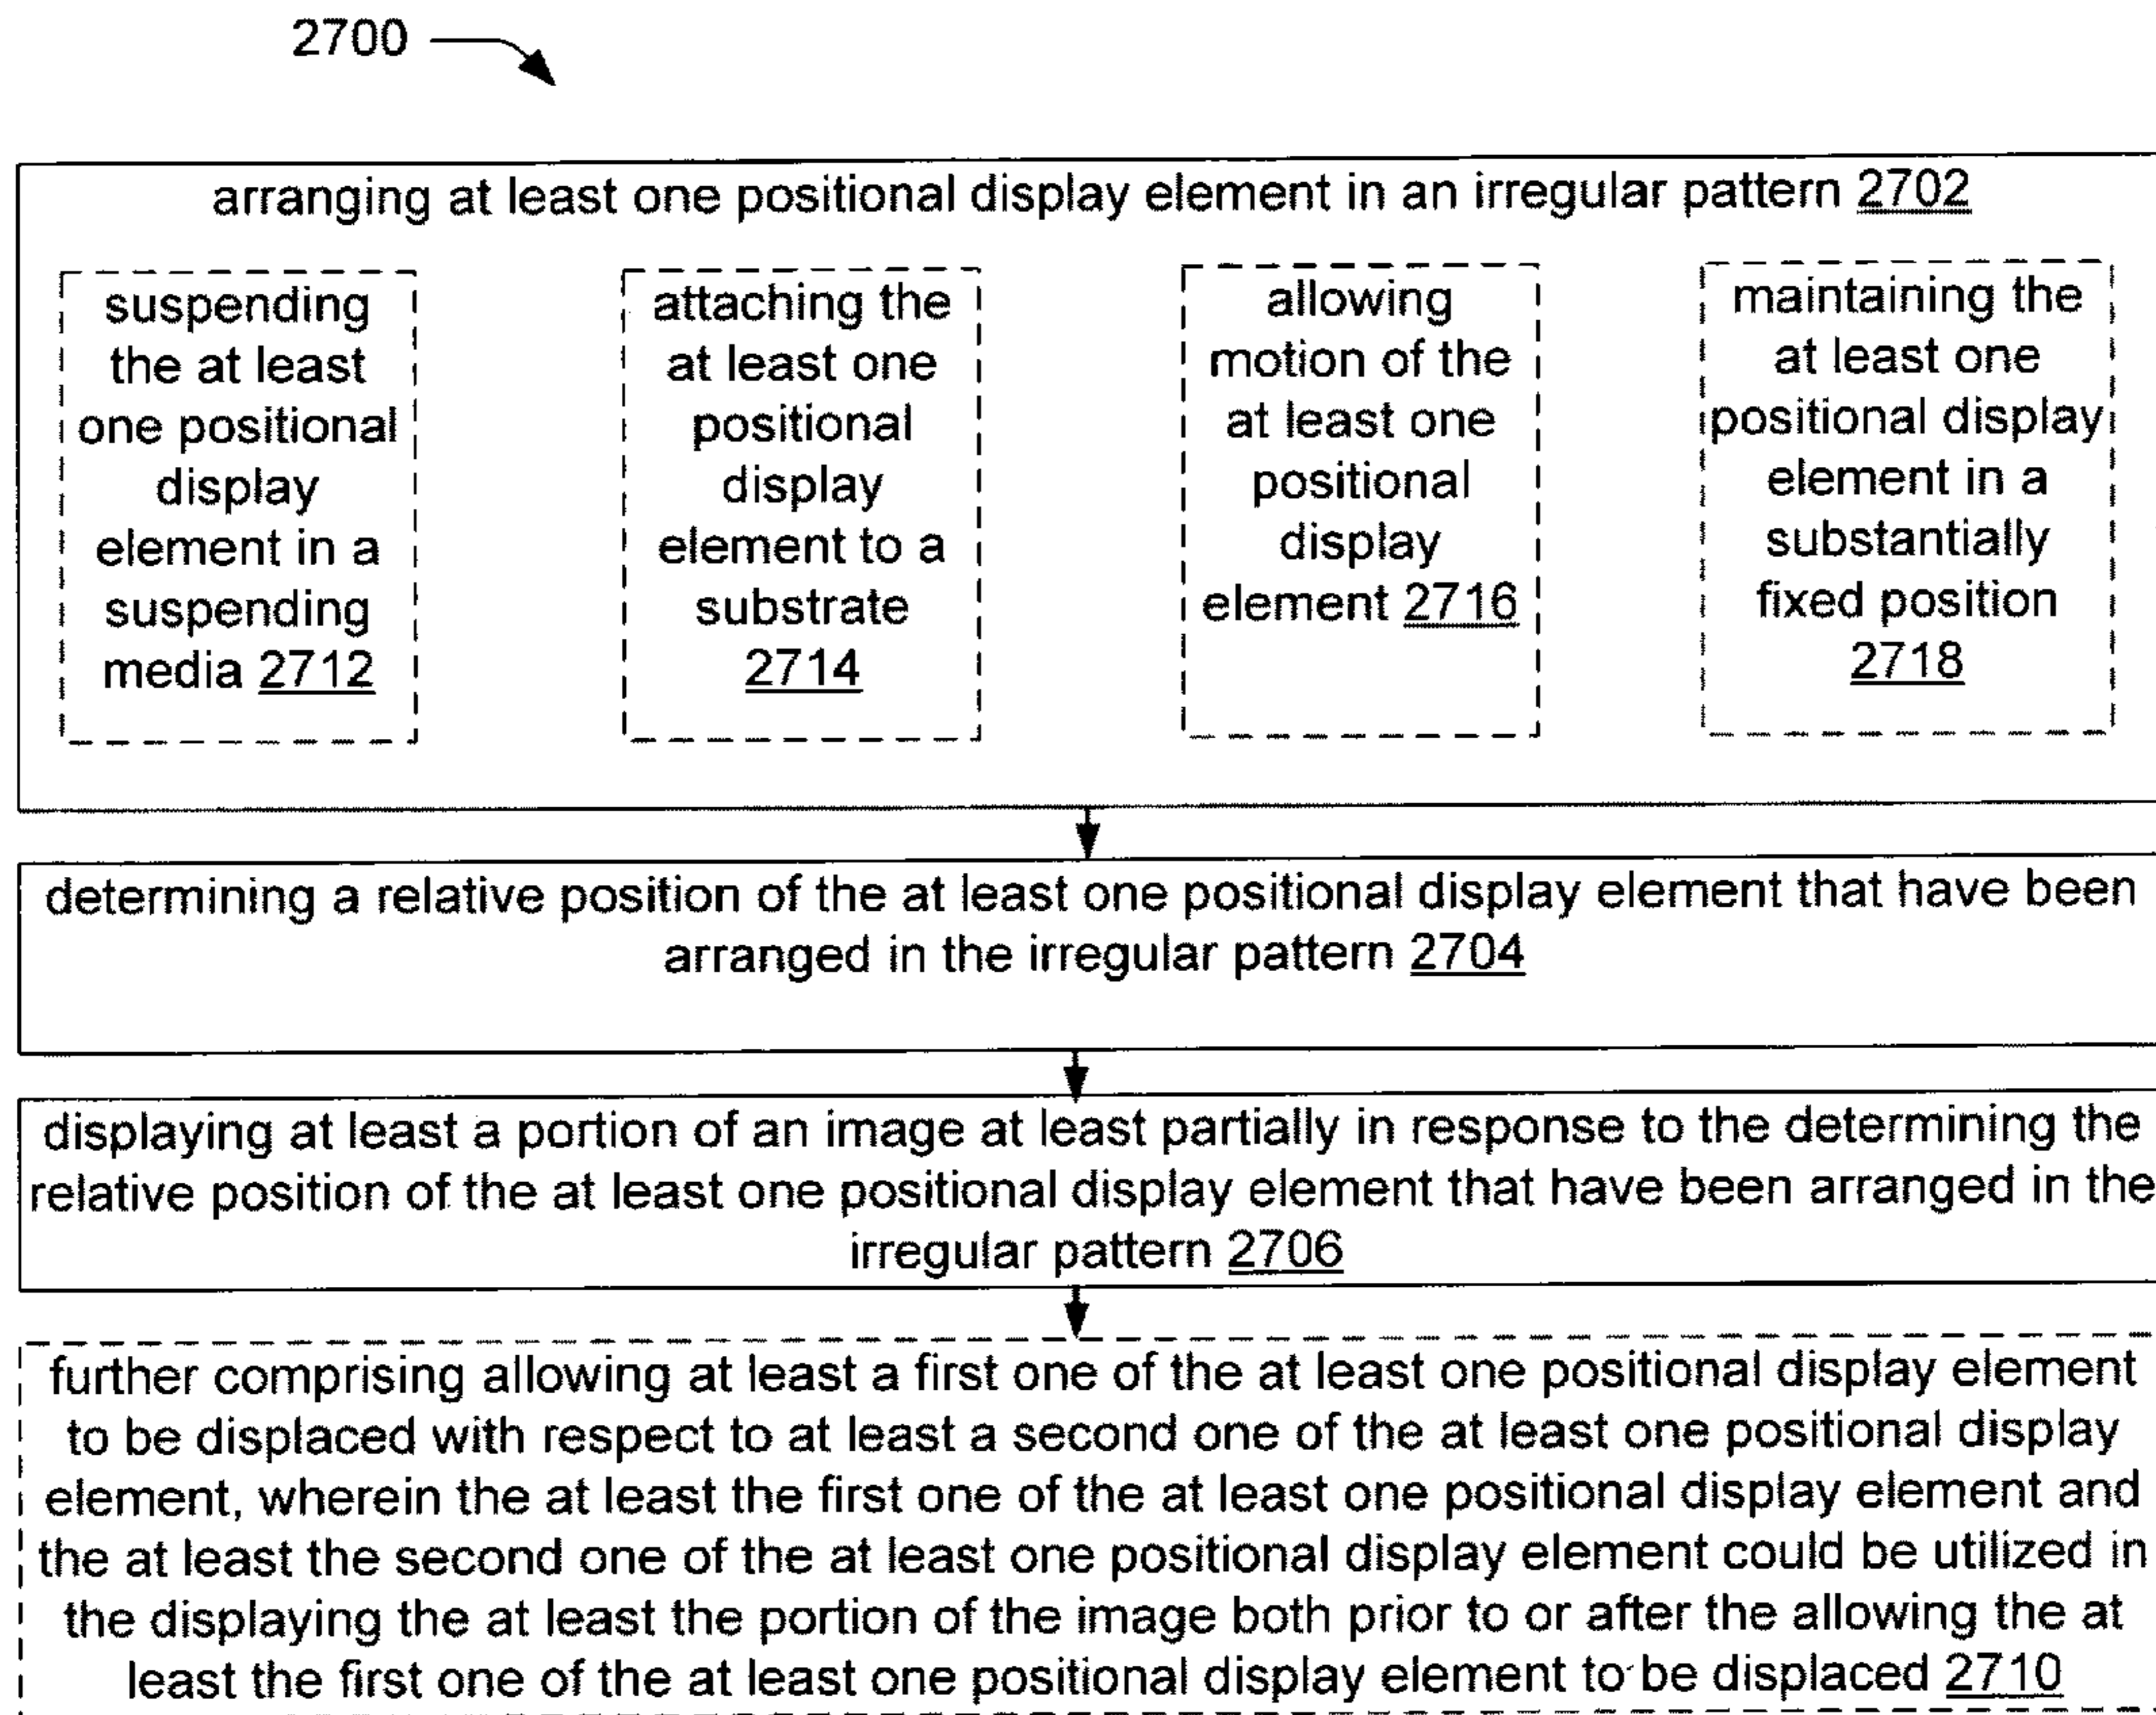 2700
arranging at least one positional display element in an irregular pattern 2702
suspending
the at least
one positional
display
element in a
suspending
media 2712
attaching the
at least one
positional
display
element to a
substrate
2714
allowing
motion of the
at least one
positional
display
element 2716
maintaining the
at least one
positional display
element in a
substantially
fixed position
2718
determining a relative position of the at least one positional display element that have been
arranged in the irregular pattern 2704
displaying at least a portion of an image at least partially in response to the determining the
relative position of the at least one positional display element that have been arranged in the
irregular pattern 2706
further comprising allowing at least a first one of the at least one positional display element
to be displaced with respect to at least a second one of the at least one positional display
element, wherein the at least the first one of the at least one positional display element and
the at least the second one of the at least one positional display element could be utilized in
the displaying the at least the portion of the image both prior to or after the allowing the at
least the first one of the at least one positional display element to be displaced 2710